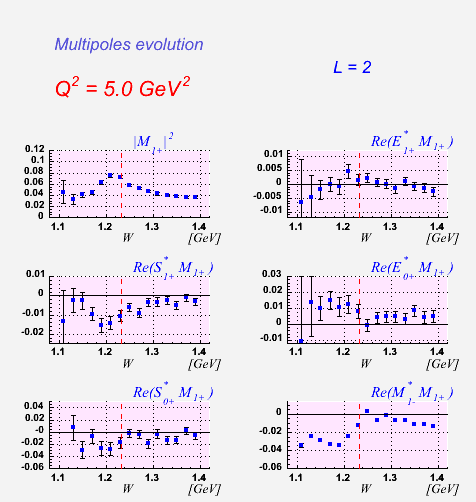 Multipoles evolution
Q² = 5.0 GeV²
L = 2
|M₁₊|²
0.12
0.1
0.08
0.06
0.04
0.02
0
1.1 1.2 1.3 1.4
W [GeV]
Re(E*₁₊ M₁₊)
0.01
0.005
0
-0.005
-0.01
1.1 1.2 1.3 1.4
W [GeV]
Re(S*₁₊ M₁₊)
0.01
0
-0.01
-0.02
1.1 1.2 1.3 1.4
W [GeV]
Re(E*₀₊ M₁₊)
0.03
0.02
0.01
0
-0.01
1.1 1.2 1.3 1.4
W [GeV]
Re(S*₀₊ M₁₊)
0.04
0.02
-0
-0.02
-0.04
-0.06
1.1 1.2 1.3 1.4
W [GeV]
Re(M*₁₋ M₁₊)
0
-0.02
-0.04
-0.06
1.1 1.2 1.3 1.4
W [GeV]